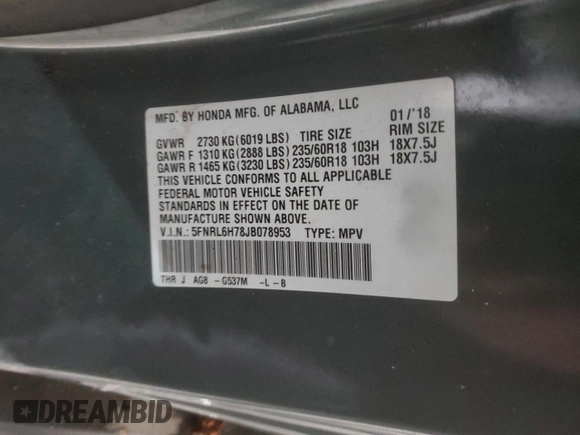 MFD. BY HONDA MFG. OF ALABAMA, LLC
01/'18
GVWR 2730 KG(6019 LBS) TIRE SIZE RIM SIZE
GAWR F 1310 KG(2888 LBS) 235/60R18 103H 18X7.5J
GAWR R 1465 KG(3230 LBS) 235/60R18 103H 18X7.5J
THIS VEHICLE CONFORMS TO ALL APPLICABLE
FEDERAL MOTOR VEHICLE SAFETY
STANDARDS IN EFFECT ON THE DATE OF
MANUFACTURE SHOWN ABOVE.
V.I.N.: 5FNRL6H78JB078953 TYPE: MPV
THR J AG8 -G537M -L-B
DREAMBID